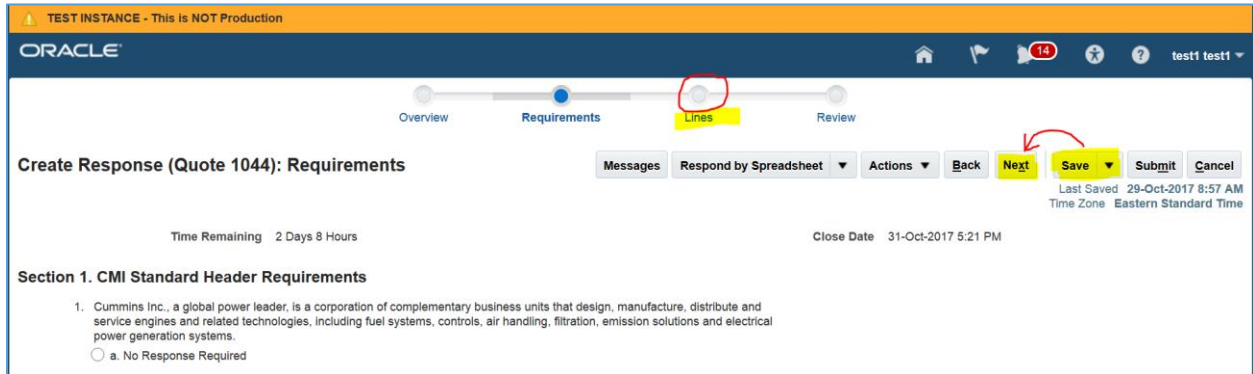 TEST INSTANCE - This is NOT Production
ORACLE
14
test1 test1
Overview
Requirements
Lines
Review
Create Response (Quote 1044): Requirements
Messages
Respond by Spreadsheet
Actions
Back
Next
Save
Submit
Cancel
Last Saved 29-Oct-2017 8:57 AM
Time Zone Eastern Standard Time
Time Remaining 2 Days 8 Hours
Close Date 31-Oct-2017 5:21 PM
Section 1. CMI Standard Header Requirements
1. Cummins Inc., a global power leader, is a corporation of complementary business units that design, manufacture, distribute and
service engines and related technologies, including fuel systems, controls, air handling, filtration, emission solutions and electrical
power generation systems.
a. No Response Required